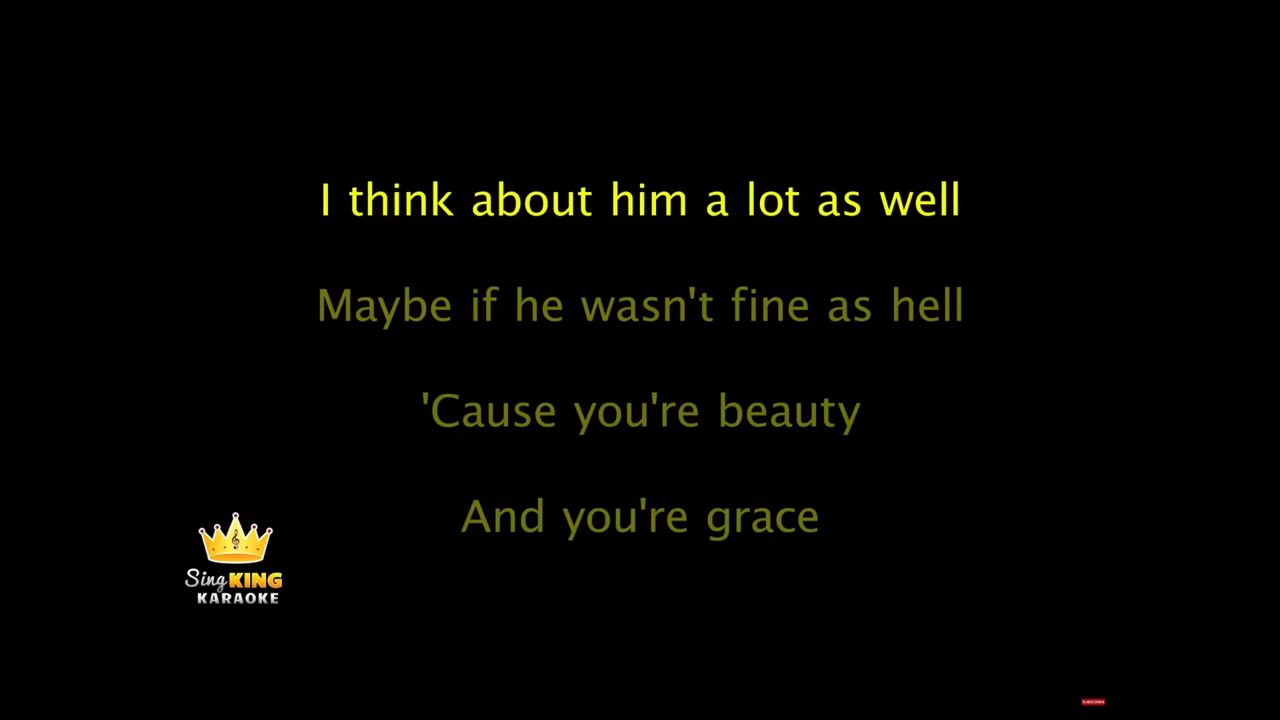 I think about him a lot as well
Maybe if he wasn't fine as hell
'Cause you're beauty
And you're grace
Sing KING
KARAOKE
SUBSCRIBE